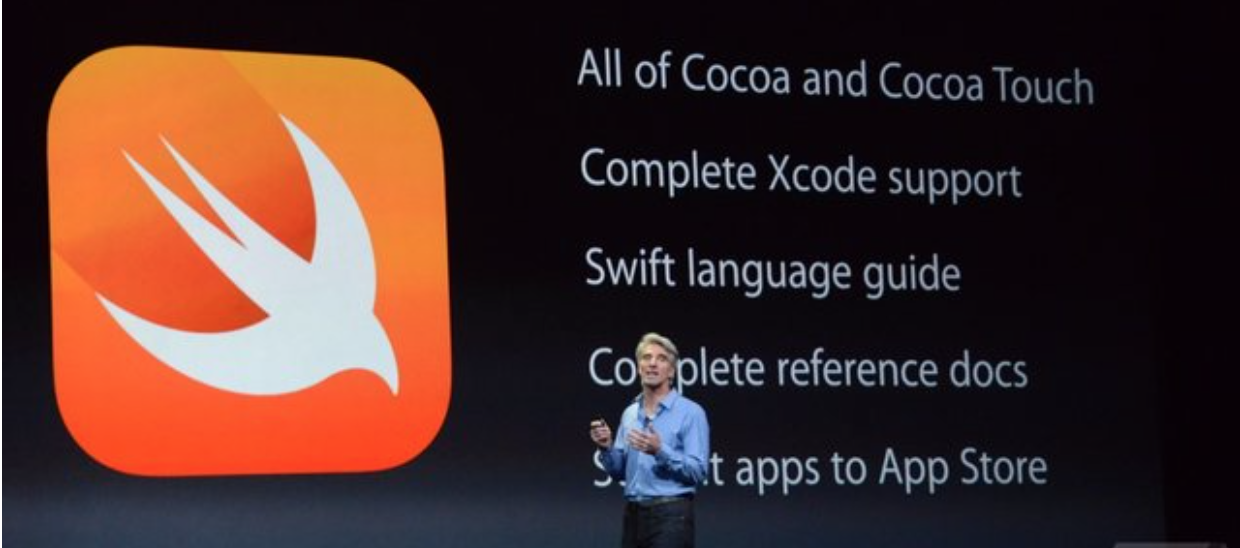 All of Cocoa and Cocoa Touch
Complete Xcode support
Swift language guide
Complete reference docs
apps to App Store